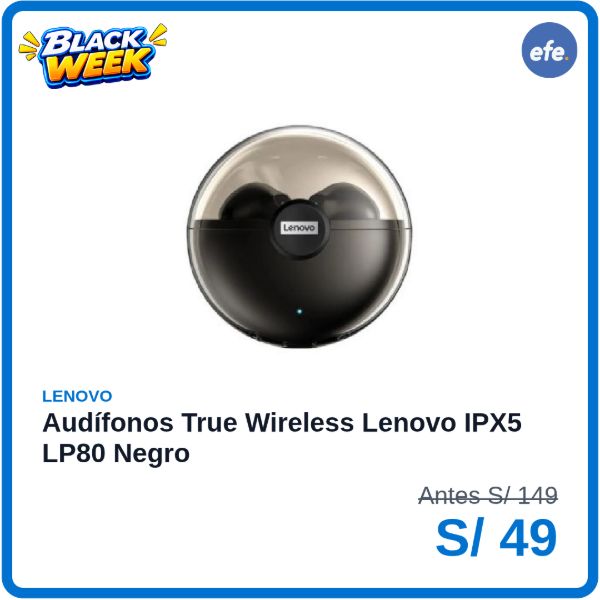 BLACK
WEEK
efe.
Lenovo
LENOVO
Audífonos True Wireless Lenovo IPX5
LP80 Negro
Antes S/ 149
S/ 49